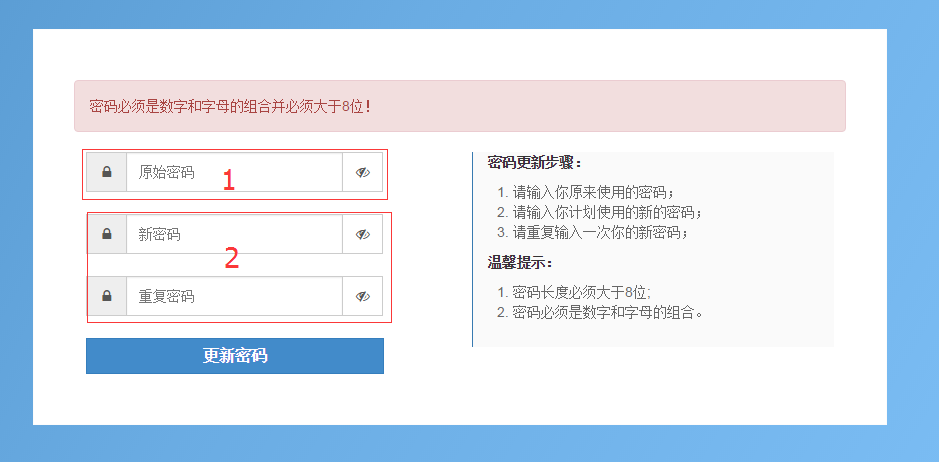 密码必须是数字和字母的组合并必须大于8位！
原始密码
1
新密码
2
重复密码
更新密码
密码更新步骤：
1. 请输入你原来使用的密码；
2. 请输入你计划使用的新的密码；
3. 请重复输入一次你的新密码；
温馨提示：
1. 密码长度必须大于8位;
2. 密码必须是数字和字母的组合。